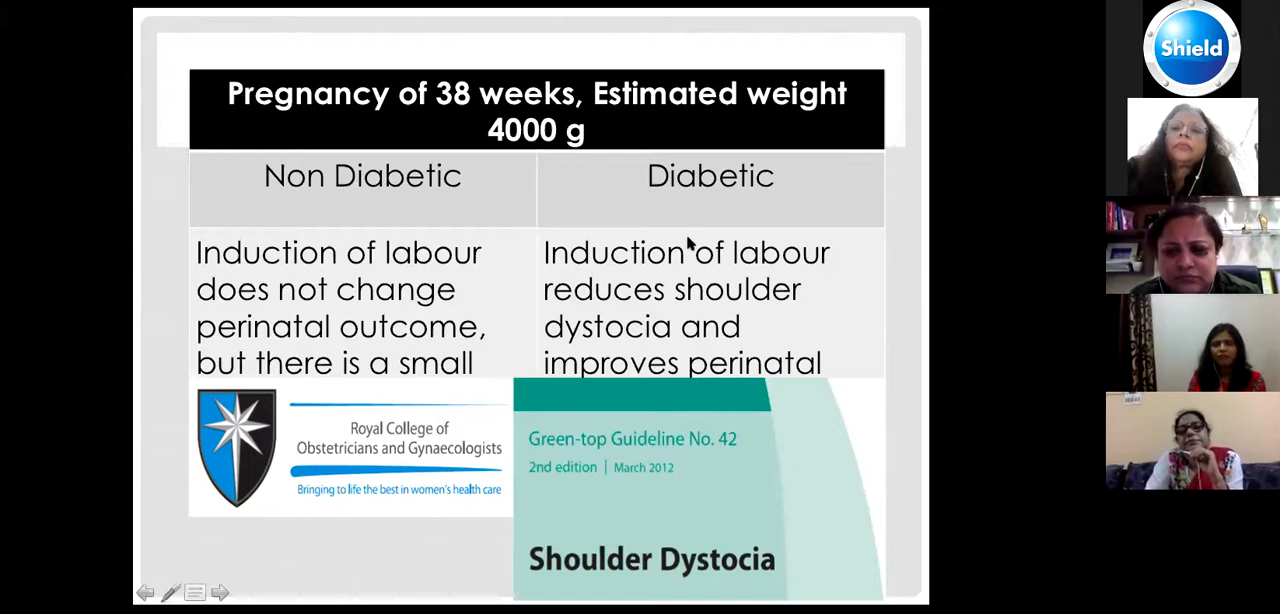 Pregnancy of 38 weeks, Estimated weight
4000 g
Non Diabetic
Diabetic
Induction of labour
does not change
perinatal outcome,
but there is a small
Induction of labour
reduces shoulder
dystocia and
improves perinatal
Royal College of
Obstetricians and Gynaecologists
Bringing to life the best in women's health care
Green-top Guideline No. 42
2nd edition | March 2012
Shoulder Dystocia
Shield